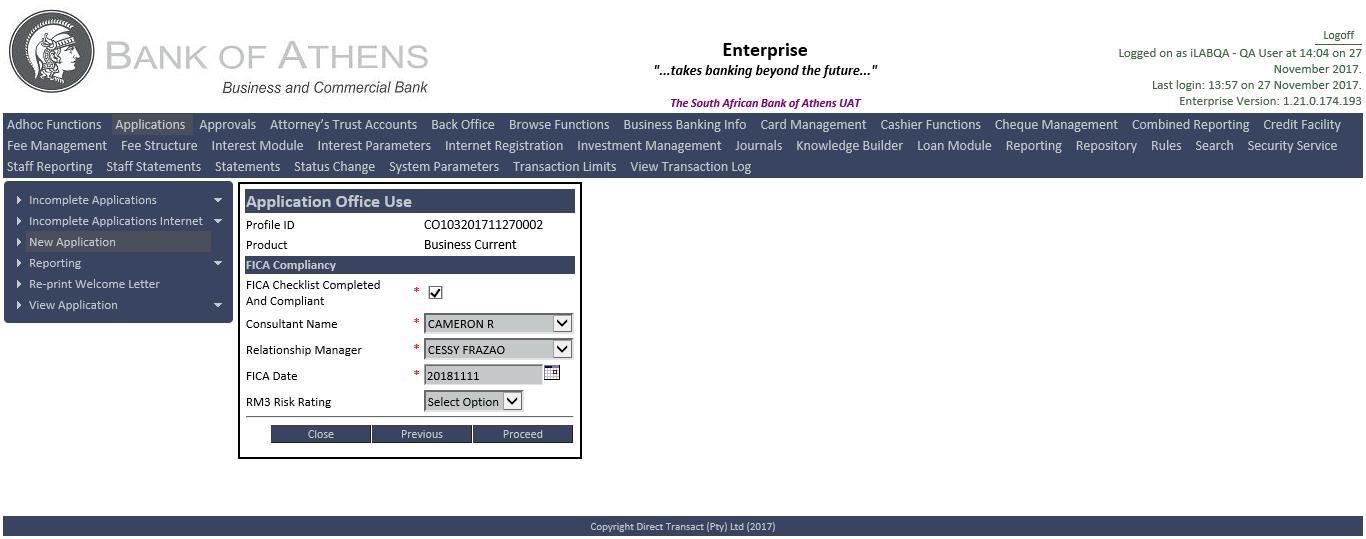 BANK OF ATHENS
Business and Commercial Bank
Enterprise
"...takes banking beyond the future..."
The South African Bank of Athens UAT
Logoff
Logged on as iLABQA - QA User at 14:04 on 27
November 2017.
Last login: 13:57 on 27 November 2017.
Enterprise Version: 1.21.0.174.193
Adhoc Functions Applications Approvals Attorney's Trust Accounts Back Office Browse Functions Business Banking Info Card Management Cashier Functions Cheque Management Combined Reporting Credit Facility
Fee Management Fee Structure Interest Module Interest Parameters Internet Registration Investment Management Journals Knowledge Builder Loan Module Reporting Repository Rules Search Security Service
Staff Reporting Staff Statements Statements Status Change System Parameters Transaction Limits View Transaction Log
Incomplete Applications
Incomplete Applications Internet
New Application
Reporting
Re-print Welcome Letter
View Application
Application Office Use
Profile ID CO103201711270002
Product Business Current
FICA Compliancy
FICA Checklist Completed
And Compliant *
Consultant Name * CAMERON R
Relationship Manager * CESSY FRAZAO
FICA Date * 20181111
RM3 Risk Rating Select Option
Close Previous Proceed
Copyright Direct Transact (Pty) Ltd (2017)